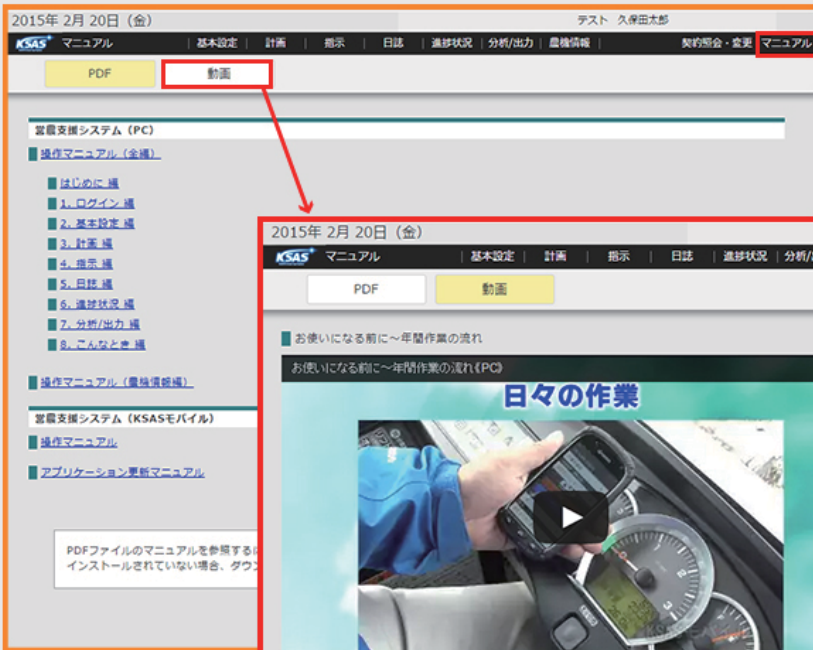 2015年 2月 20日 (金)
テスト 久保田太郎
KSAS マニュアル | 基本設定 | 計画 | 指示 | 日誌 | 進捗状況 | 分析/出力 | 農機情報 | 契約照会・変更 マニュアル
PDF 動画
営農支援システム (PC)
操作マニュアル (全編)
はじめに 編
1. ログイン 編
2. 基本設定 編
3. 計画 編
4. 指示 編
5. 日誌 編
6. 進捗状況 編
7. 分析/出力 編
8. こんなとき 編
操作マニュアル (農機情報編)
営農支援システム (KSASモバイル)
操作マニュアル
アプリケーション更新マニュアル
PDFファイルのマニュアルを参照する
インストールされていない場合、ダウン
2015年 2月 20日 (金)
KSAS マニュアル | 基本設定 | 計画 | 指示 | 日誌 | 進捗状況 | 分析/
PDF 動画
お使いになる前に～年間作業の流れ
お使いになる前に～年間作業の流れ《PC》
日々の作業